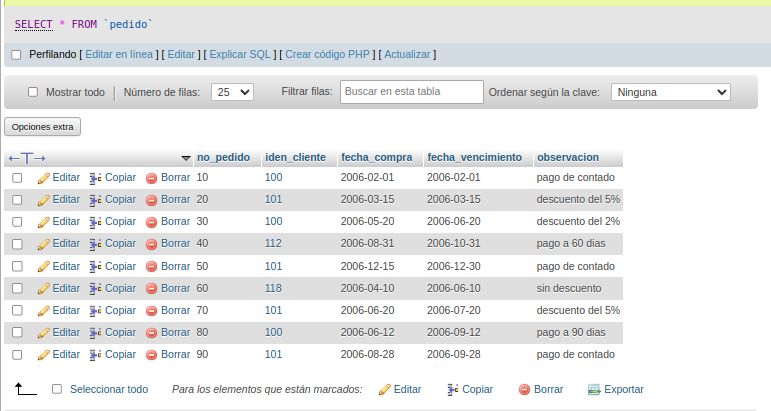 SELECT * FROM `pedido`
Perfilando [ Editar en línea ] [ Editar ] [ Explicar SQL ] [ Crear código PHP ] [ Actualizar ]
Mostrar todo Número de filas: 25 Filtrar filas: Buscar en esta tabla Ordenar según la clave: Ninguna
Opciones extra
←T→ no_pedido iden_cliente fecha_compra fecha_vencimiento observacion
Editar Copiar Borrar 10 100 2006-02-01 2006-02-01 pago de contado
Editar Copiar Borrar 20 101 2006-03-15 2006-03-15 descuento del 5%
Editar Copiar Borrar 30 100 2006-05-20 2006-06-20 descuento del 2%
Editar Copiar Borrar 40 112 2006-08-31 2006-10-31 pago a 60 dias
Editar Copiar Borrar 50 101 2006-12-15 2006-12-30 pago de contado
Editar Copiar Borrar 60 118 2006-04-10 2006-06-10 sin descuento
Editar Copiar Borrar 70 101 2006-06-20 2006-07-20 descuento del 5%
Editar Copiar Borrar 80 100 2006-06-12 2006-09-12 pago a 90 dias
Editar Copiar Borrar 90 101 2006-08-28 2006-09-28 pago de contado
Seleccionar todo Para los elementos que están marcados: Editar Copiar Borrar Exportar